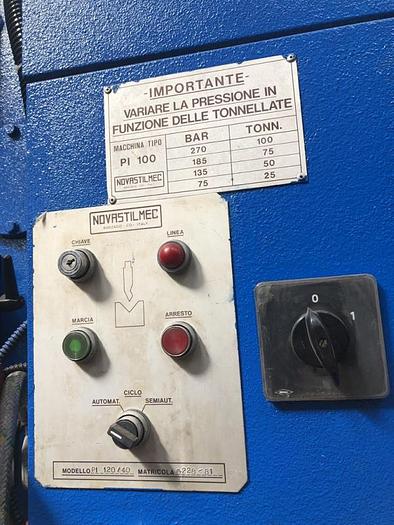 -IMPORTANTE-
VARIARE LA PRESSIONE IN
FUNZIONE DELLE TONNELLATE
MACCHINA TIPO
PI 100
NOVASTILMEC
BAR TONN.
270 100
185 75
135 50
75 25
NOVASTILMEC
CHIAVE
LINEA
MARCIA
ARRESTO
CICLO
AUTOMAT. SEMIAUT.
MODELLO PI 120/40 MATRICOLA
0
1